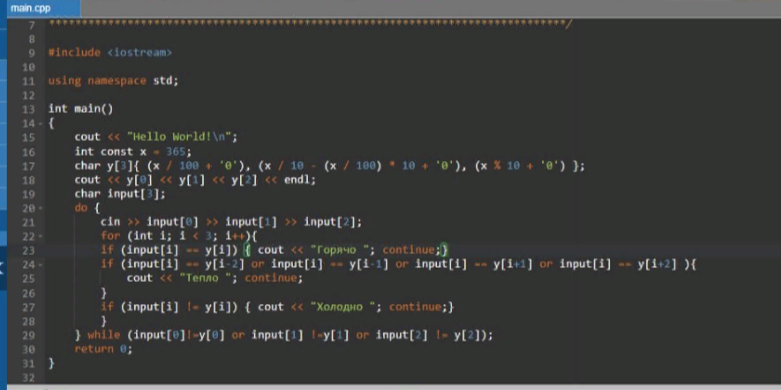 main.cpp
7 *******************************************************************************/
8
9 #include <iostream>
10
11 using namespace std;
12
13 int main()
14 {
15 cout << "Hello World!\n";
16 int const x = 365;
17 char y[3]{ (x / 100 + '0'), (x / 10 - (x / 100) * 10 + '0'), (x % 10 + '0') };
18 cout << y[0] << y[1] << y[2] << endl;
19 char input[3];
20 do {
21 cin >> input[0] >> input[1] >> input[2];
22 for (int i; i < 3; i++){
23 if (input[i] == y[i]) { cout << "Горячо "; continue;}
24 if (input[i] == y[i-2] or input[i] == y[i-1] or input[i] == y[i+1] or input[i] == y[i+2] ){
25 cout << "Тепло "; continue;
26 }
27 if (input[i] != y[i]) { cout << "Холодно "; continue;}
28 }
29 } while (input[0]!=y[0] or input[1] !=y[1] or input[2] != y[2]);
30 return 0;
31 }
32